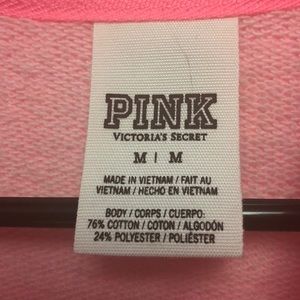 PINK
VICTORIA'S SECRET
M | M
MADE IN VIETNAM / FAIT AU
VIETNAM / HECHO EN VIETNAM
BODY / CORPS / CUERPO:
76% COTTON / COTON / ALGODÓN
24% POLYESTER / POLIÉSTER